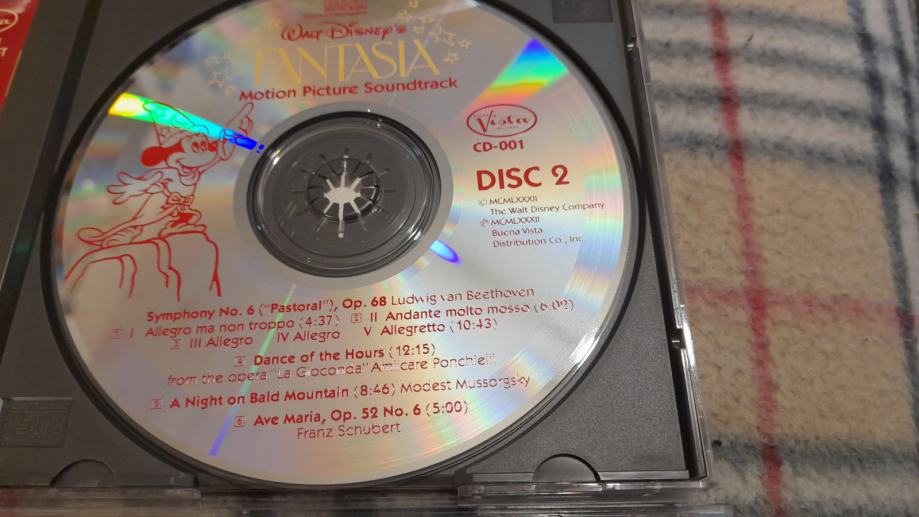 DIGITALLY RECORDED
WALT DISNEY'S
FANTASIA
Motion Picture Soundtrack
Vista
RECORDS
CD-001
DISC 2
© MCMLXXXII
The Walt Disney Company
℗ MCMLXXXII
Buena Vista
Distribution Co., Inc.
Symphony No. 6 ("Pastoral"), Op. 68 Ludwig van Beethoven
1 I Allegro ma non troppo (4:37) 2 II Andante molto mosso (6:02)
3 III Allegro IV Allegro V Allegretto (10:43)
4 Dance of the Hours (12:15)
from the opera "La Gioconda" Amilcare Ponchielli
5 A Night on Bald Mountain (8:46) Modest Mussorgsky
6 Ave Maria, Op. 52 No. 6 (5:00)
Franz Schubert